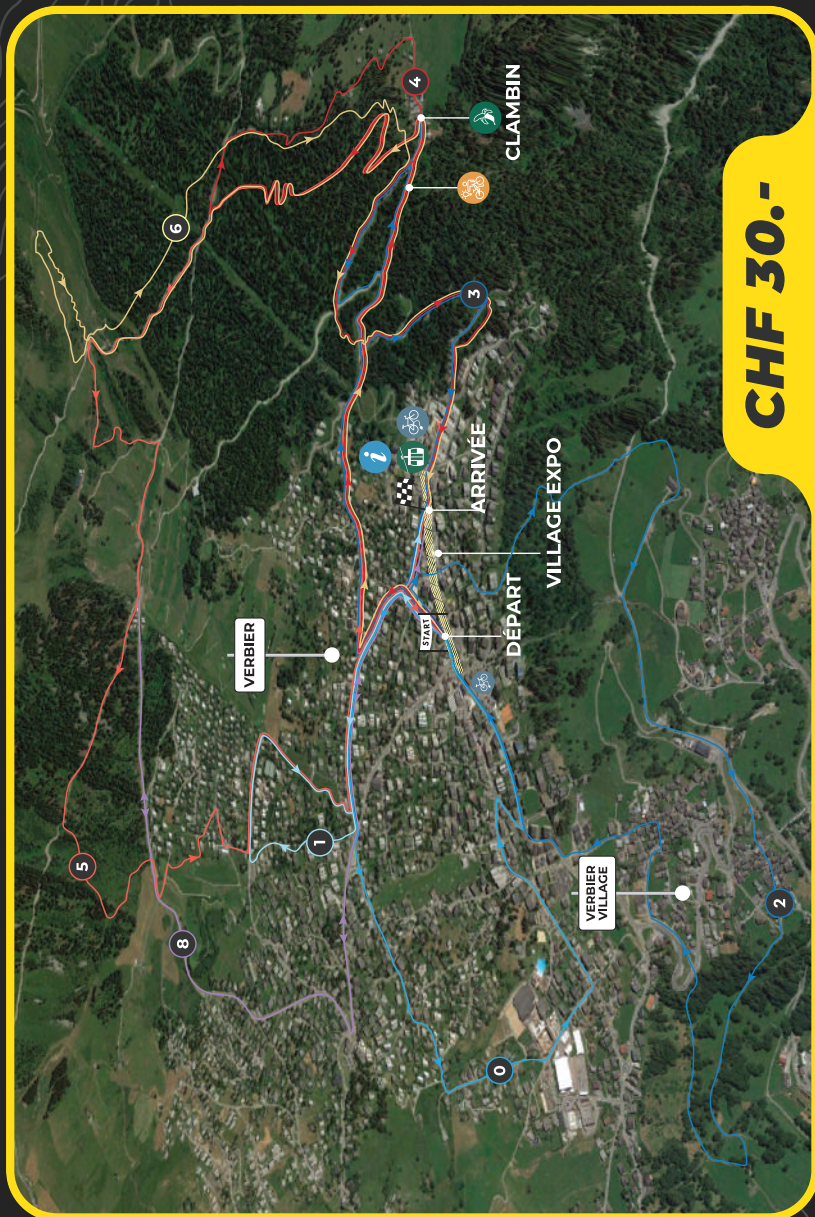 CHF 30.-
CLAMBIN
4
6
3
i
ARRIVÉE
VILLAGE EXPO
START
DÉPART
VERBIER
1
5
8
0
VERBIER
VILLAGE
2